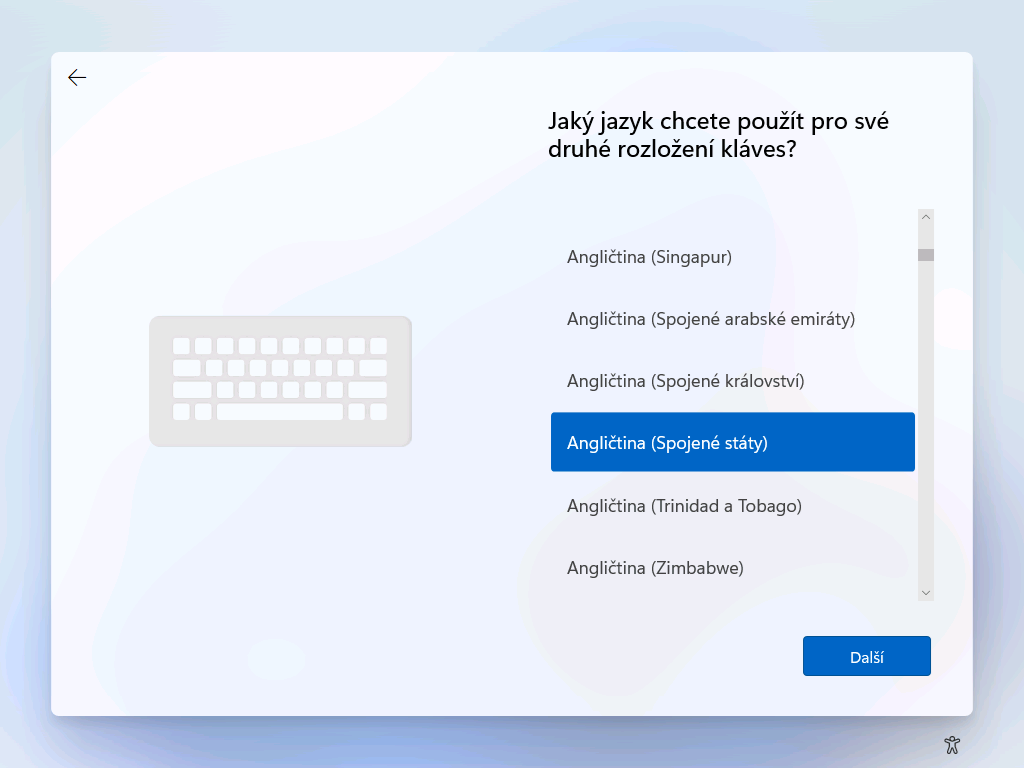 Jaký jazyk chcete použít pro své
druhé rozložení kláves?
Angličtina (Singapur)
Angličtina (Spojené arabské emiráty)
Angličtina (Spojené království)
Angličtina (Spojené státy)
Angličtina (Trinidad a Tobago)
Angličtina (Zimbabwe)
Další